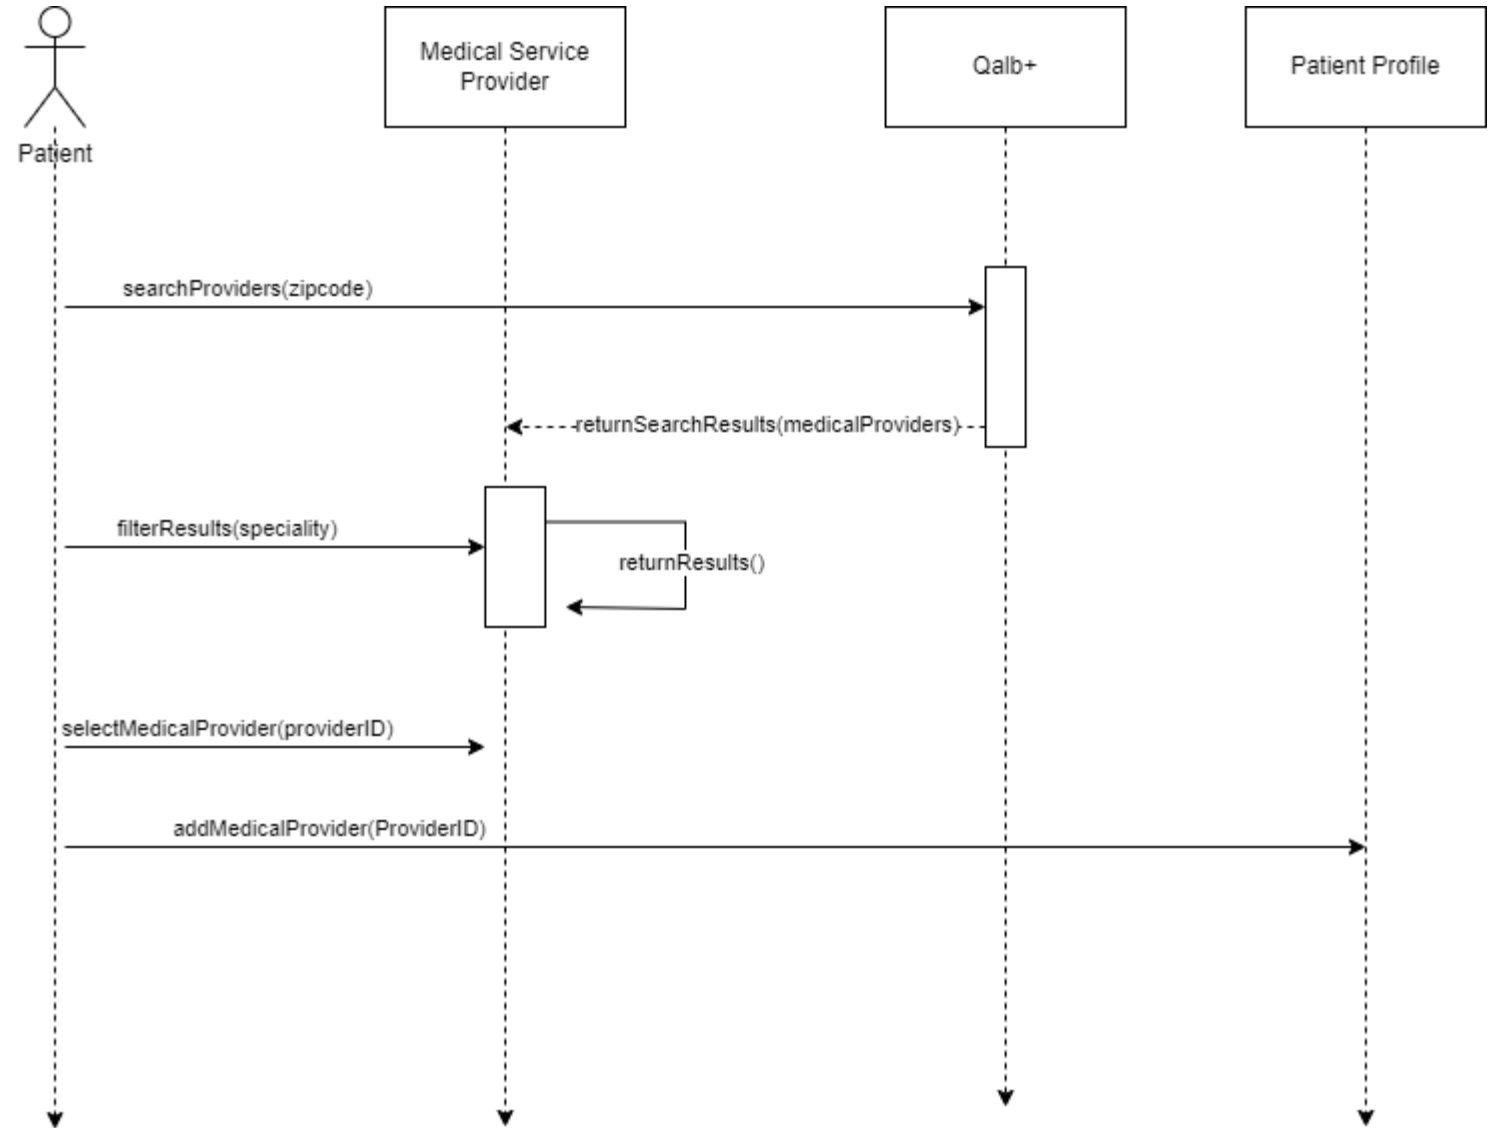 Patient
Medical Service
Provider
Qalb+
Patient Profile
searchProviders(zipcode)
returnSearchResults(medicalProviders)
filterResults(speciality)
returnResults()
selectMedicalProvider(providerID)
addMedicalProvider(ProviderID)